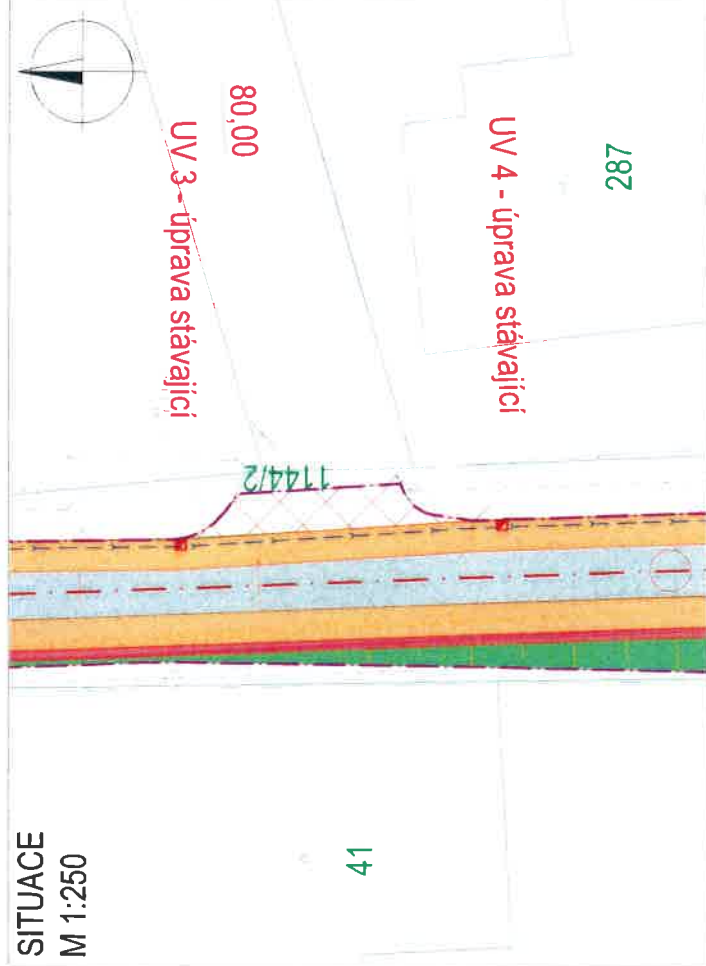 SITUACE
M 1:250
UV 3 - úprava stávající
80,00
UV 4 - úprava stávající
287
1144/2
41